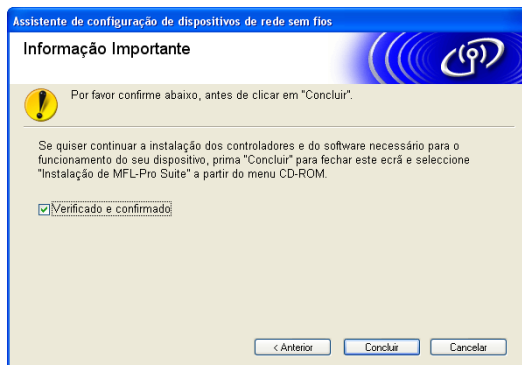 Assistente de configuração de dispositivos de rede sem fios
Informação Importante
Por favor confirme abaixo, antes de clicar em "Concluir".
Se quiser continuar a instalação dos controladores e do software necessário para o
funcionamento do seu dispositivo, prima "Concluir" para fechar este ecrã e seleccione
"Instalação de MFL-Pro Suite" a partir do menu CD-ROM.
Verificado e confirmado
< Anterior
Concluir
Cancelar